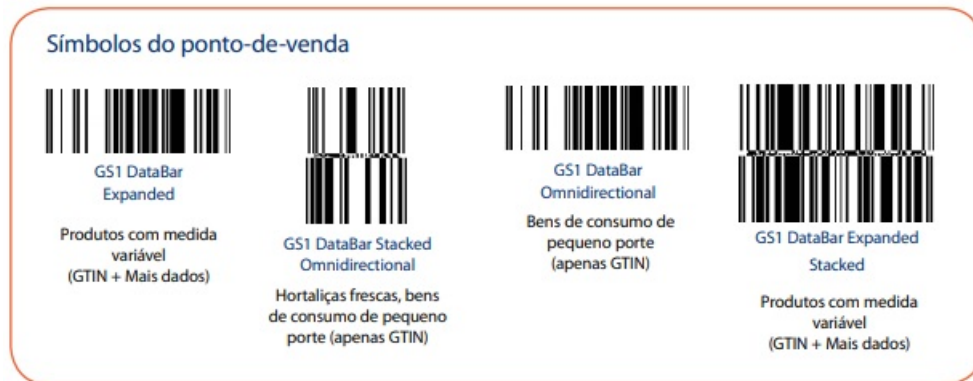 Símbolos do ponto-de-venda
GS1 DataBar
Expanded
Produtos com medida
variável
(GTIN + Mais dados)
GS1 DataBar Stacked
Omnidirectional
Hortaliças frescas, bens
de consumo de pequeno
porte (apenas GTIN)
GS1 DataBar
Omnidirectional
Bens de consumo de
pequeno porte
(apenas GTIN)
GS1 DataBar Expanded
Stacked
Produtos com medida
variável
(GTIN + Mais dados)